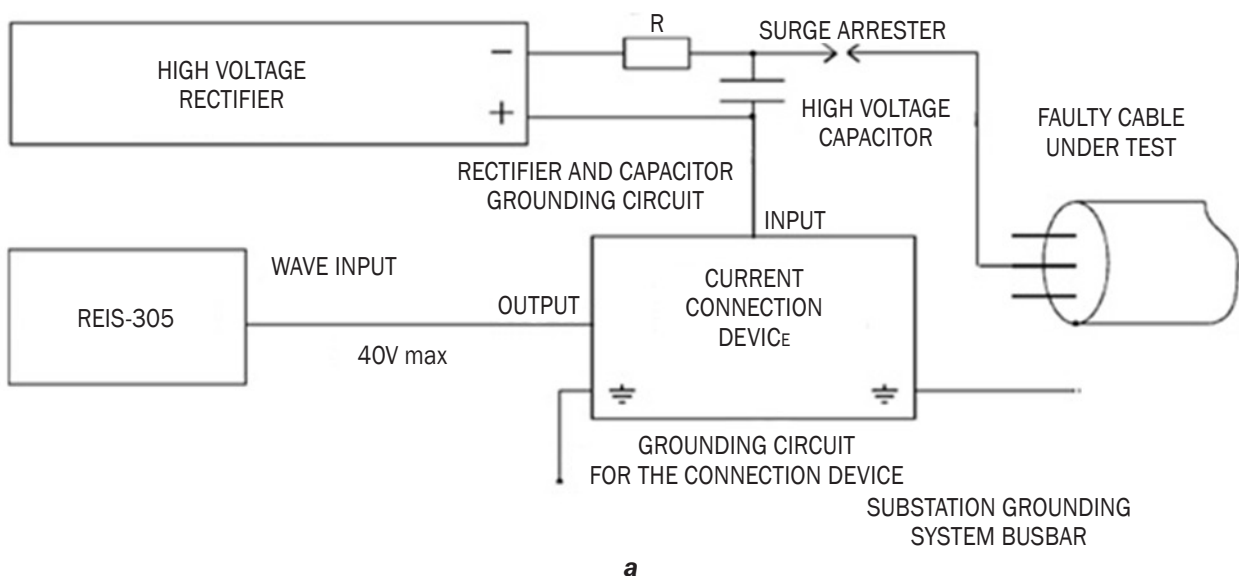 R
SURGE ARRESTER
HIGH VOLTAGE
RECTIFIER
−
+
HIGH VOLTAGE
CAPACITOR
FAULTY CABLE
UNDER TEST
RECTIFIER AND CAPACITOR
GROUNDING CIRCUIT
INPUT
WAVE INPUT
REIS-305
OUTPUT
40V max
CURRENT
CONNECTION
DEVICE
GROUNDING CIRCUIT
FOR THE CONNECTION DEVICE
SUBSTATION GROUNDING
SYSTEM BUSBAR
a